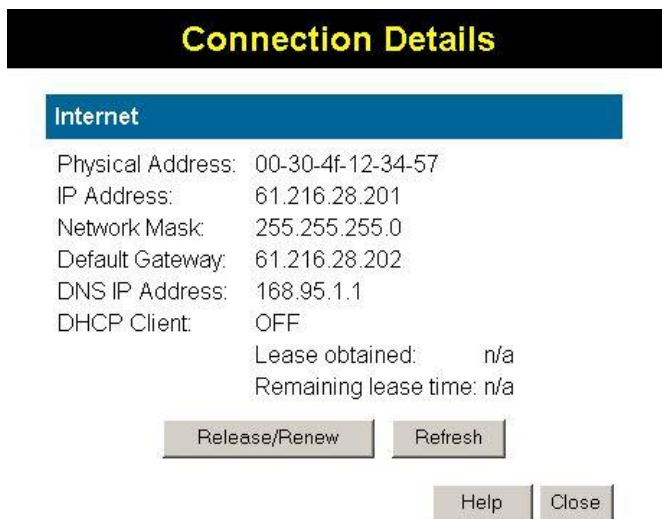 Connection Details
Internet
Physical Address: 00-30-4f-12-34-57
IP Address: 61.216.28.201
Network Mask: 255.255.255.0
Default Gateway: 61.216.28.202
DNS IP Address: 168.95.1.1
DHCP Client: OFF
Lease obtained: n/a
Remaining lease time: n/a
Release/Renew Refresh
Help Close